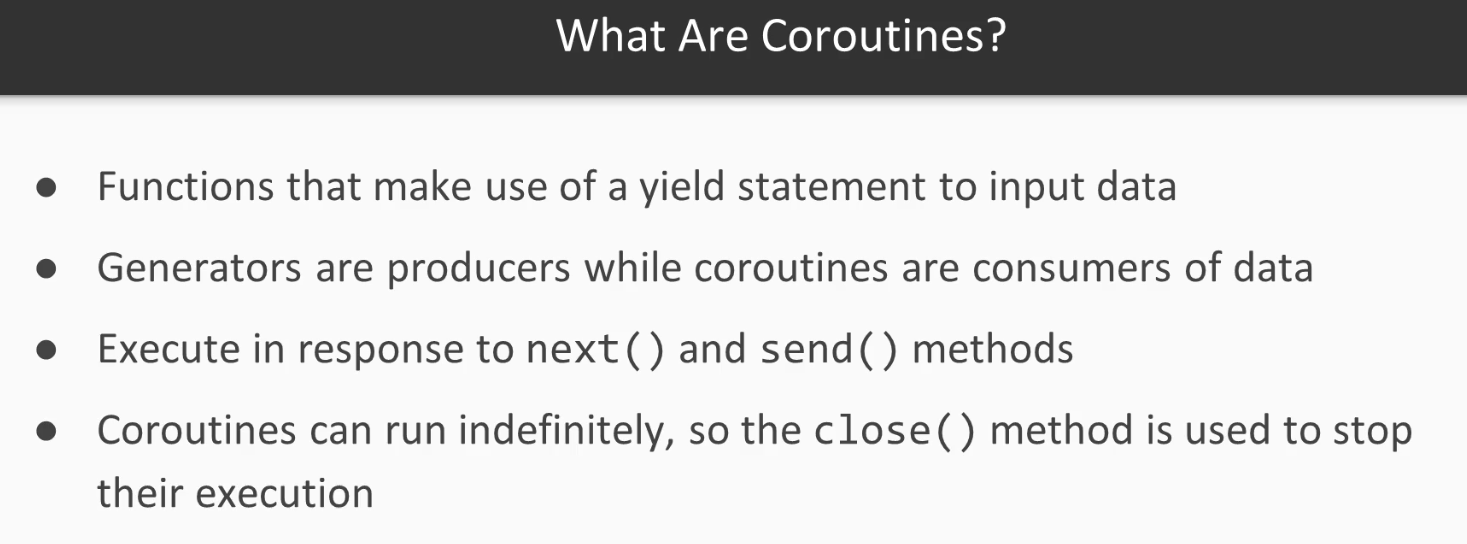 What Are Coroutines?
● Functions that make use of a yield statement to input data
● Generators are producers while coroutines are consumers of data
● Execute in response to next() and send() methods
● Coroutines can run indefinitely, so the close() method is used to stop
their execution